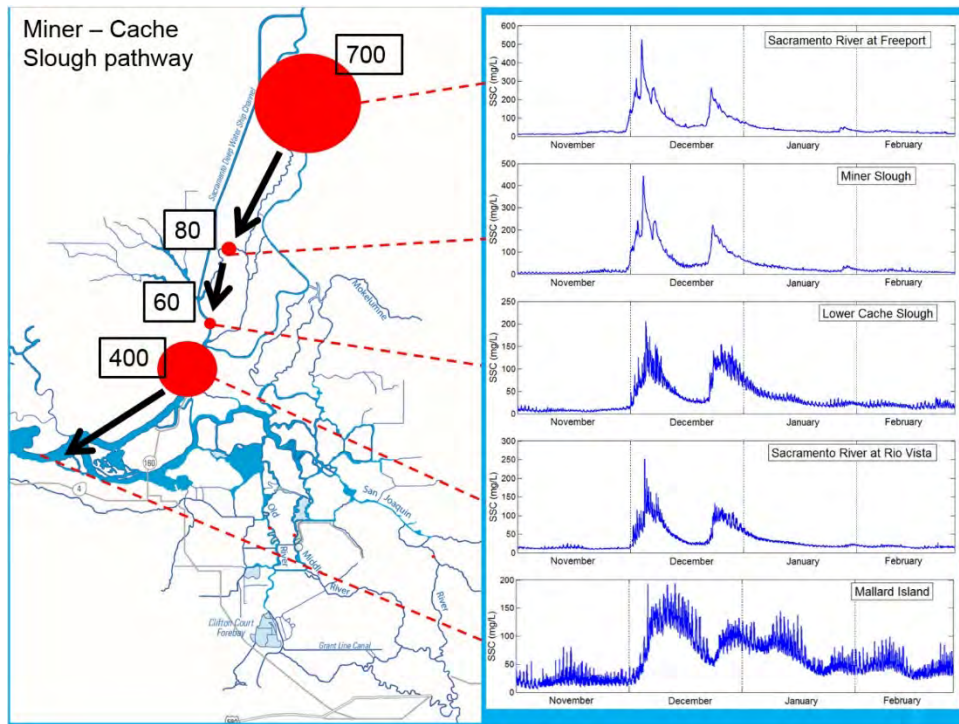 Miner – Cache
Slough pathway
700
80
60
400
Sacramento Deep Water Ship Channel
Mokelumne
160
4
San Joaquin
River
Old
River
Middle
River
Clifton Court
Forebay
Grant Line Canal
580
Sacramento River at Freeport
SSC (mg/L)
600
500
400
300
200
100
0
November
December
January
February
Miner Slough
SSC (mg/L)
500
400
300
200
100
0
November
December
January
February
Lower Cache Slough
SSC (mg/L)
250
200
150
100
50
0
November
December
January
February
Sacramento River at Rio Vista
SSC (mg/L)
300
250
200
150
100
50
0
November
December
January
February
Mallard Island
SSC (mg/L)
200
150
100
50
0
November
December
January
February